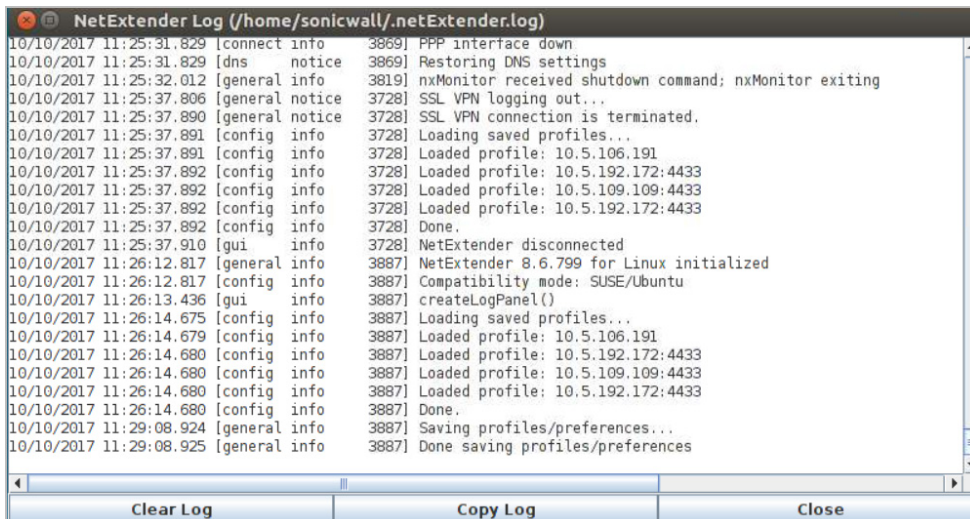 NetExtender Log (/home/sonicwall/.netExtender.log)
10/10/2017 11:25:31.829 [connect info 3869] PPP interface down
10/10/2017 11:25:31.829 [dns notice 3869] Restoring DNS settings
10/10/2017 11:25:32.012 [general info 3819] nxMonitor received shutdown command; nxMonitor exiting
10/10/2017 11:25:37.806 [general notice 3728] SSL VPN logging out...
10/10/2017 11:25:37.890 [general notice 3728] SSL VPN connection is terminated.
10/10/2017 11:25:37.891 [config info 3728] Loading saved profiles...
10/10/2017 11:25:37.891 [config info 3728] Loaded profile: 10.5.106.191
10/10/2017 11:25:37.892 [config info 3728] Loaded profile: 10.5.192.172:4433
10/10/2017 11:25:37.892 [config info 3728] Loaded profile: 10.5.109.109:4433
10/10/2017 11:25:37.892 [config info 3728] Loaded profile: 10.5.192.172:4433
10/10/2017 11:25:37.892 [config info 3728] Done.
10/10/2017 11:25:37.910 [gui info 3728] NetExtender disconnected
10/10/2017 11:26:12.817 [general info 3887] NetExtender 8.6.799 for Linux initialized
10/10/2017 11:26:12.817 [config info 3887] Compatibility mode: SUSE/Ubuntu
10/10/2017 11:26:13.436 [gui info 3887] createLogPanel()
10/10/2017 11:26:14.675 [config info 3887] Loading saved profiles...
10/10/2017 11:26:14.679 [config info 3887] Loaded profile: 10.5.106.191
10/10/2017 11:26:14.680 [config info 3887] Loaded profile: 10.5.192.172:4433
10/10/2017 11:26:14.680 [config info 3887] Loaded profile: 10.5.109.109:4433
10/10/2017 11:26:14.680 [config info 3887] Loaded profile: 10.5.192.172:4433
10/10/2017 11:26:14.680 [config info 3887] Done.
10/10/2017 11:29:08.924 [general info 3887] Saving profiles/preferences...
10/10/2017 11:29:08.925 [general info 3887] Done saving profiles/preferences
Clear Log
Copy Log
Close